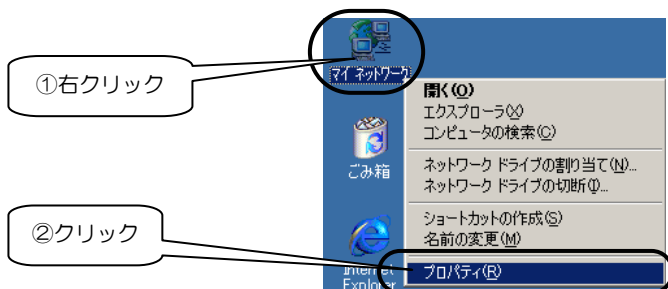 ①右クリック
マイ ネットワーク
開く(O)
エクスプローラ(X)
コンピュータの検索(C)
ごみ箱
ネットワーク ドライブの割り当て(N)...
ネットワーク ドライブの切断(I)...
②クリック
ショートカットの作成(S)
名前の変更(M)
プロパティ(R)
Internet
Explorer